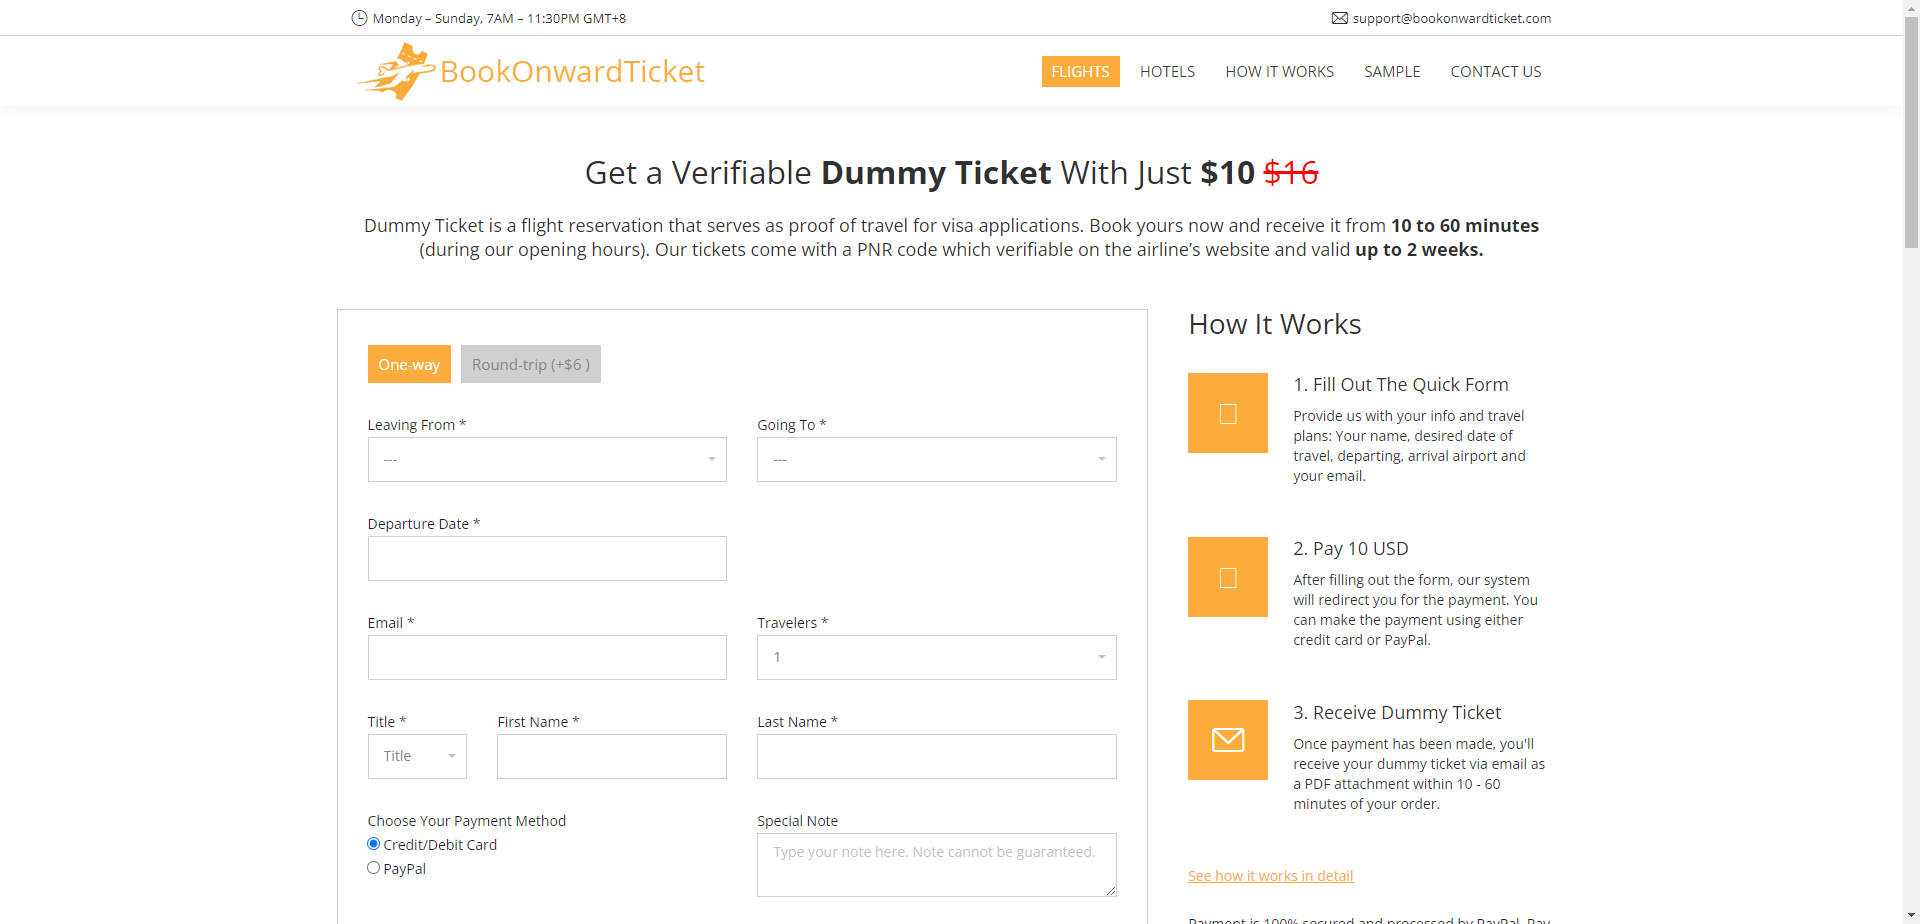 Monday – Sunday, 7AM – 11:30PM GMT+8
support@bookonwardticket.com
BookOnwardTicket
FLIGHTS
HOTELS
HOW IT WORKS
SAMPLE
CONTACT US
Get a Verifiable Dummy Ticket With Just $10 $16
Dummy Ticket is a flight reservation that serves as proof of travel for visa applications. Book yours now and receive it from 10 to 60 minutes
(during our opening hours). Our tickets come with a PNR code which verifiable on the airline’s website and valid up to 2 weeks.
One-way
Round-trip (+$6 )
Leaving From *
---
Going To *
---
Departure Date *
Email *
Travelers *
1
Title *
Title
First Name *
Last Name *
Choose Your Payment Method
Credit/Debit Card
PayPal
Special Note
Type your note here. Note cannot be guaranteed.
How It Works
1. Fill Out The Quick Form
Provide us with your info and travel
plans: Your name, desired date of
travel, departing, arrival airport and
your email.
2. Pay 10 USD
After filling out the form, our system
will redirect you for the payment. You
can make the payment using either
credit card or PayPal.
3. Receive Dummy Ticket
Once payment has been made, you'll
receive your dummy ticket via email as
a PDF attachment within 10 - 60
minutes of your order.
See how it works in detail
Payment is 100% secured and processed by PayPal. Pay